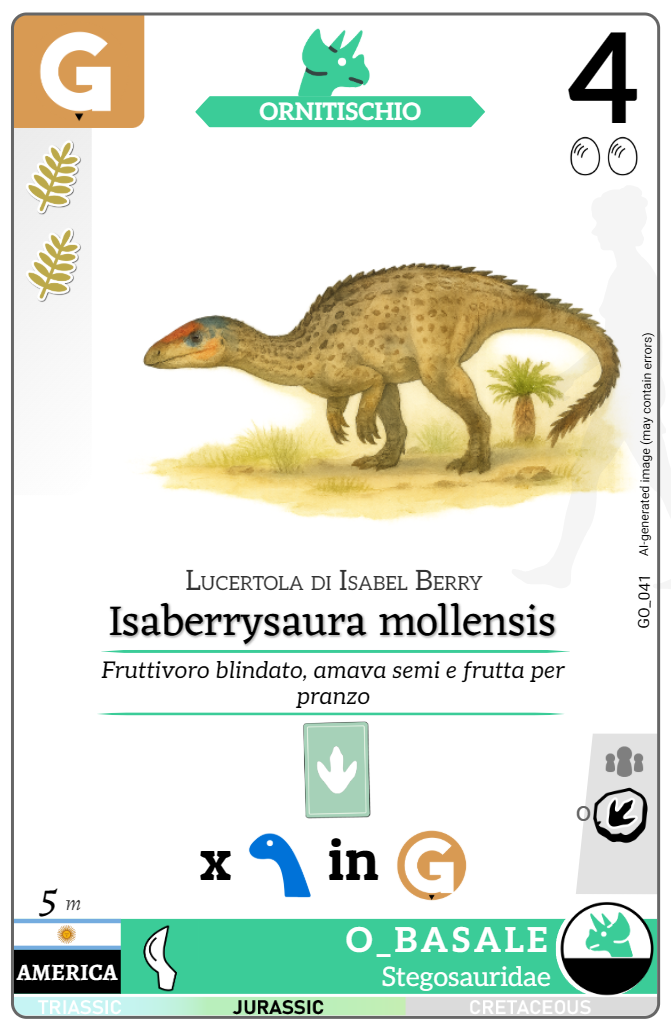 G
ORNITISCHIO
4
AI-generated image (may contain errors)
GO_041
Lucertola di Isabel Berry
Isaberrysaura mollensis
Fruttivoro blindato, amava semi e frutta per
pranzo
O
x in G
5 m
AMERICA
O_BASALE
Stegosauridae
TRIASSIC JURASSIC CRETACEOUS